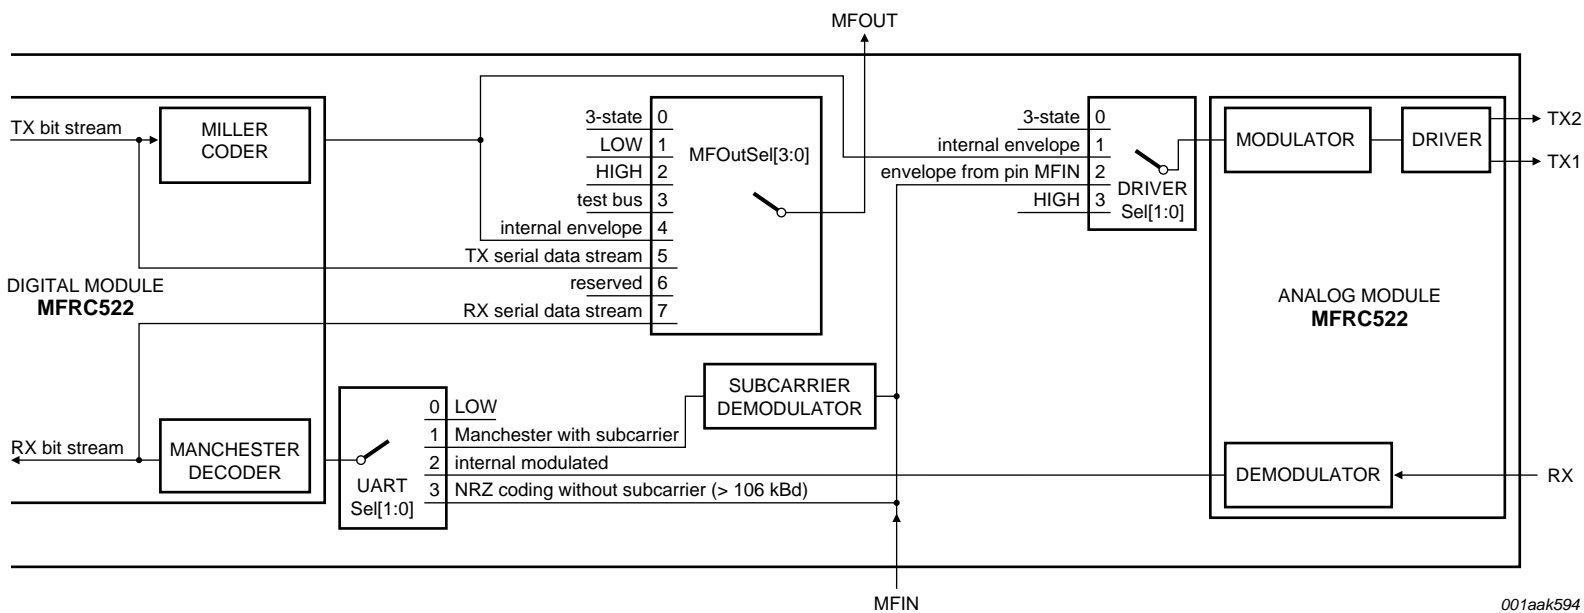 MFOUT
TX bit stream
MILLER
CODER
3-state 0
LOW 1
HIGH 2
test bus 3
internal envelope 4
TX serial data stream 5
reserved 6
RX serial data stream 7
MFOutSel[3:0]
3-state 0
internal envelope 1
envelope from pin MFIN 2
HIGH 3
DRIVER
Sel[1:0]
MODULATOR
DRIVER
TX2
TX1
DIGITAL MODULE
MFRC522
ANALOG MODULE
MFRC522
SUBCARRIER
DEMODULATOR
RX bit stream
MANCHESTER
DECODER
UART
Sel[1:0]
0 LOW
1 Manchester with subcarrier
2 internal modulated
3 NRZ coding without subcarrier (> 106 kBd)
DEMODULATOR
RX
MFIN
001aak594